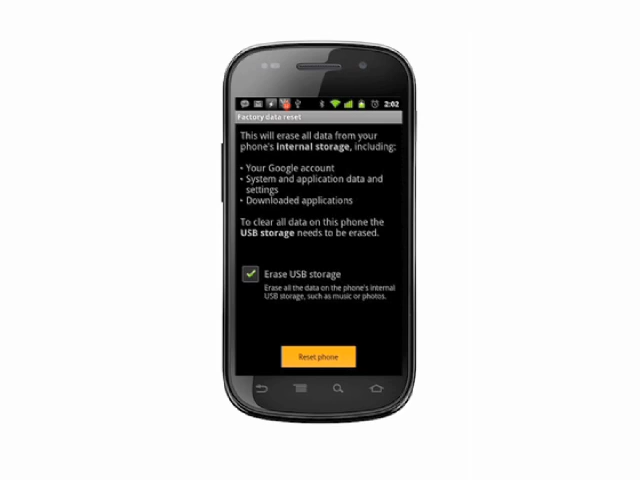 2:02
Factory data reset
This will erase all data from your
phone's internal storage, including:
• Your Google account
• System and application data and
settings
• Downloaded applications
To clear all data on this phone the
USB storage needs to be erased.
Erase USB storage
Erase all the data on the phone's internal
USB storage, such as music or photos.
Reset phone